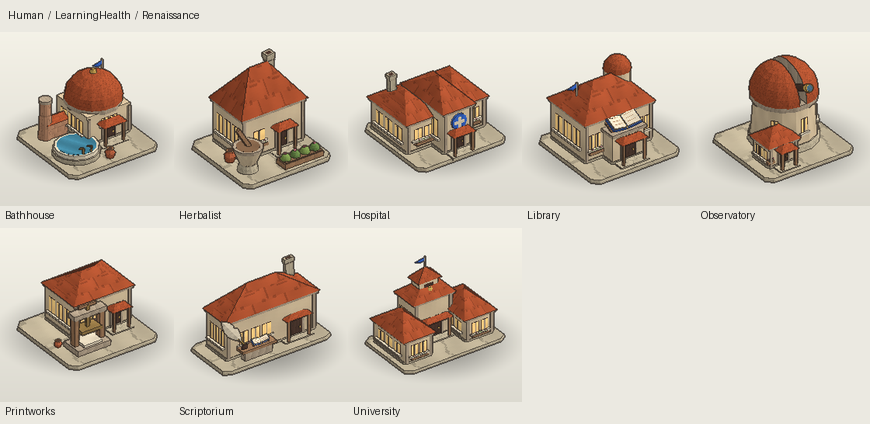 Human / LearningHealth / Renaissance
Bathhouse
Herbalist
Hospital
Library
Observatory
Printworks
Scriptorium
University